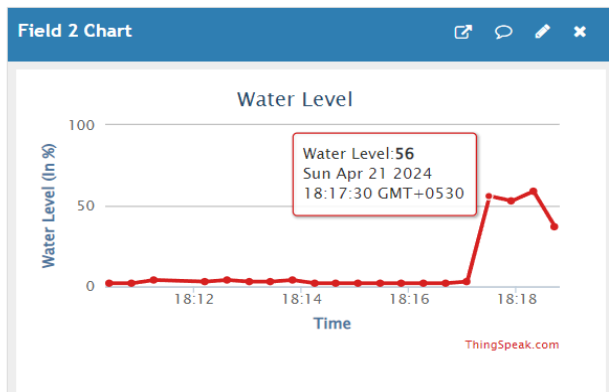 Field 2 Chart
Water Level
Water Level (In %)
100
50
0
Water Level:56
Sun Apr 21 2024
18:17:30 GMT+0530
18:12
18:14
18:16
18:18
Time
ThingSpeak.com